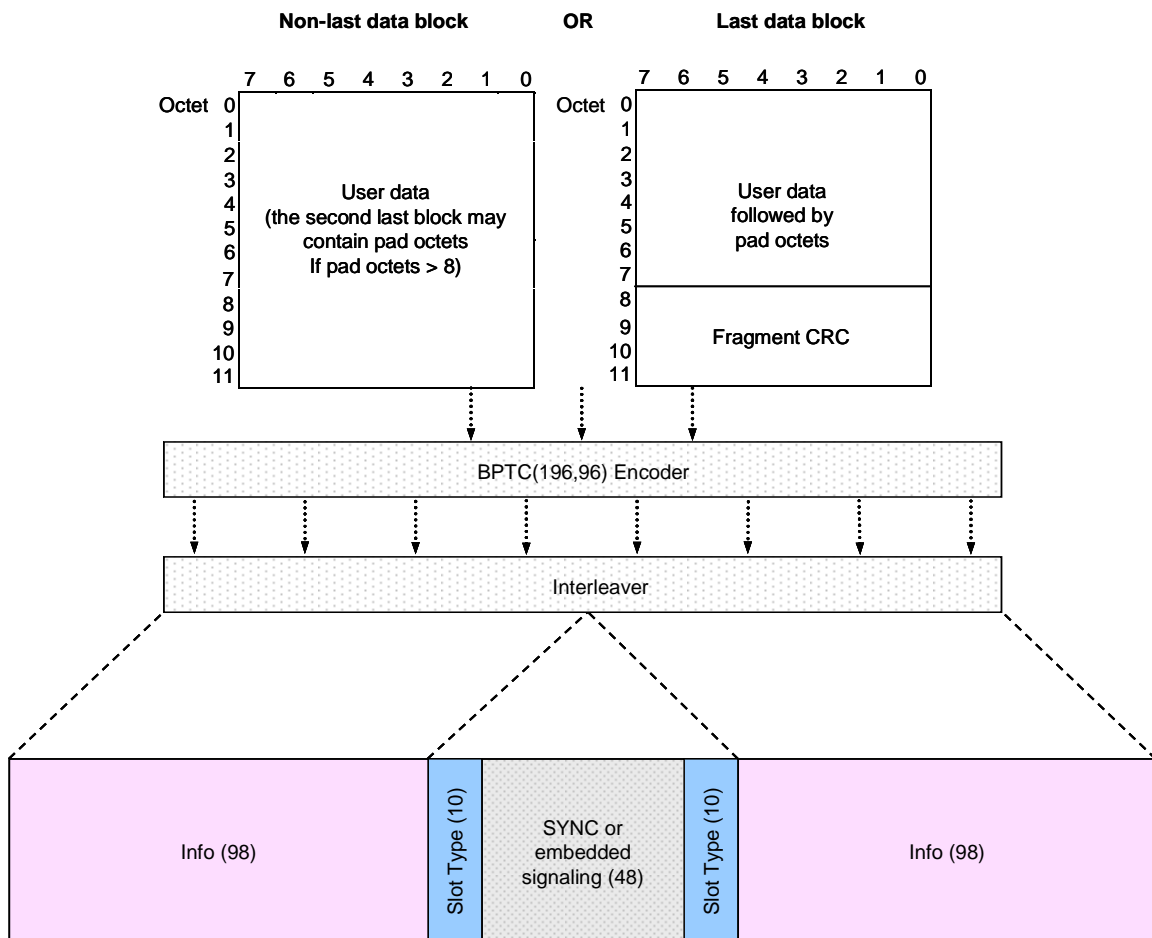 Non-last data block OR Last data block
7 6 5 4 3 2 1 0
7 6 5 4 3 2 1 0
Octet 0
1
2
3
4
5
6
7
8
9
10
11
User data
(the second last block may
contain pad octets
If pad octets > 8)
Octet 0
1
2
3
4
5
6
7
8
9
10
11
User data
followed by
pad octets
Fragment CRC
BPTC(196,96) Encoder
Interleaver
Info (98)
Slot Type (10)
SYNC or
embedded
signaling (48)
Slot Type (10)
Info (98)